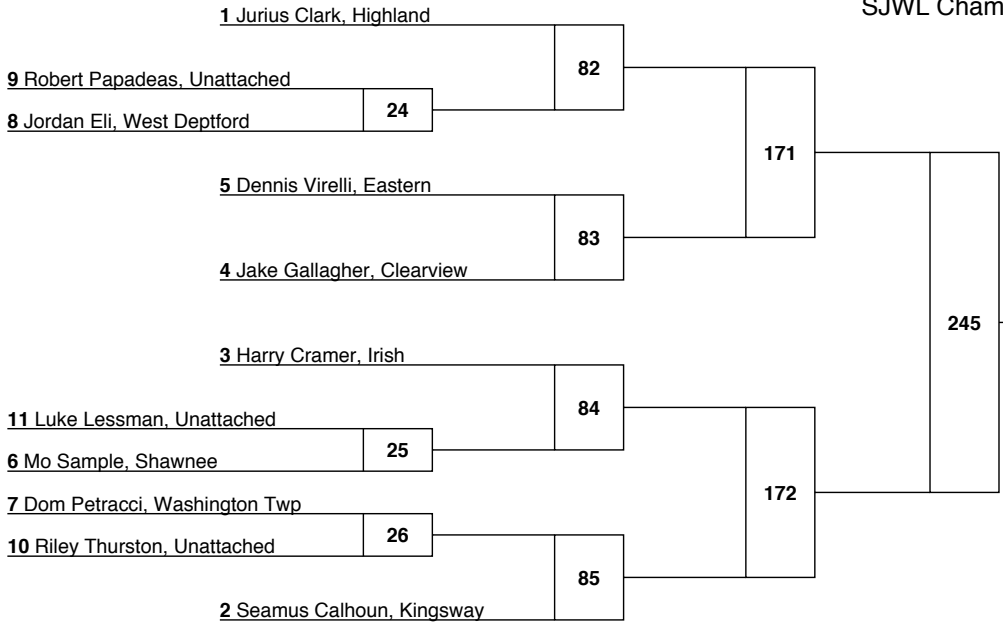 SJWL Cham
1 Jurius Clark, Highland
82
9 Robert Papadeas, Unattached
24
8 Jordan Eli, West Deptford
171
5 Dennis Virelli, Eastern
83
4 Jake Gallagher, Clearview
245
3 Harry Cramer, Irish
84
11 Luke Lessman, Unattached
25
6 Mo Sample, Shawnee
172
7 Dom Petracci, Washington Twp
26
10 Riley Thurston, Unattached
85
2 Seamus Calhoun, Kingsway